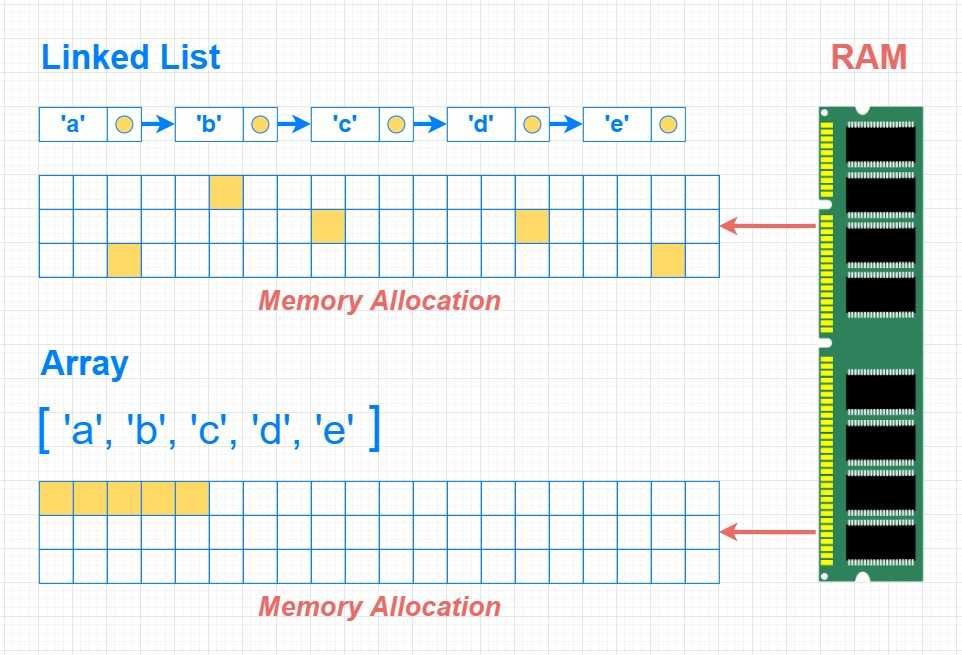 Linked List
RAM
'a' 'b' 'c' 'd' 'e'
Memory Allocation
Array
[ 'a', 'b', 'c', 'd', 'e' ]
Memory Allocation